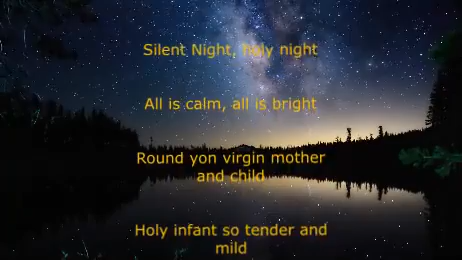 Silent Night, holy night
All is calm, all is bright
Round yon virgin mother
and child
Holy infant so tender and
mild